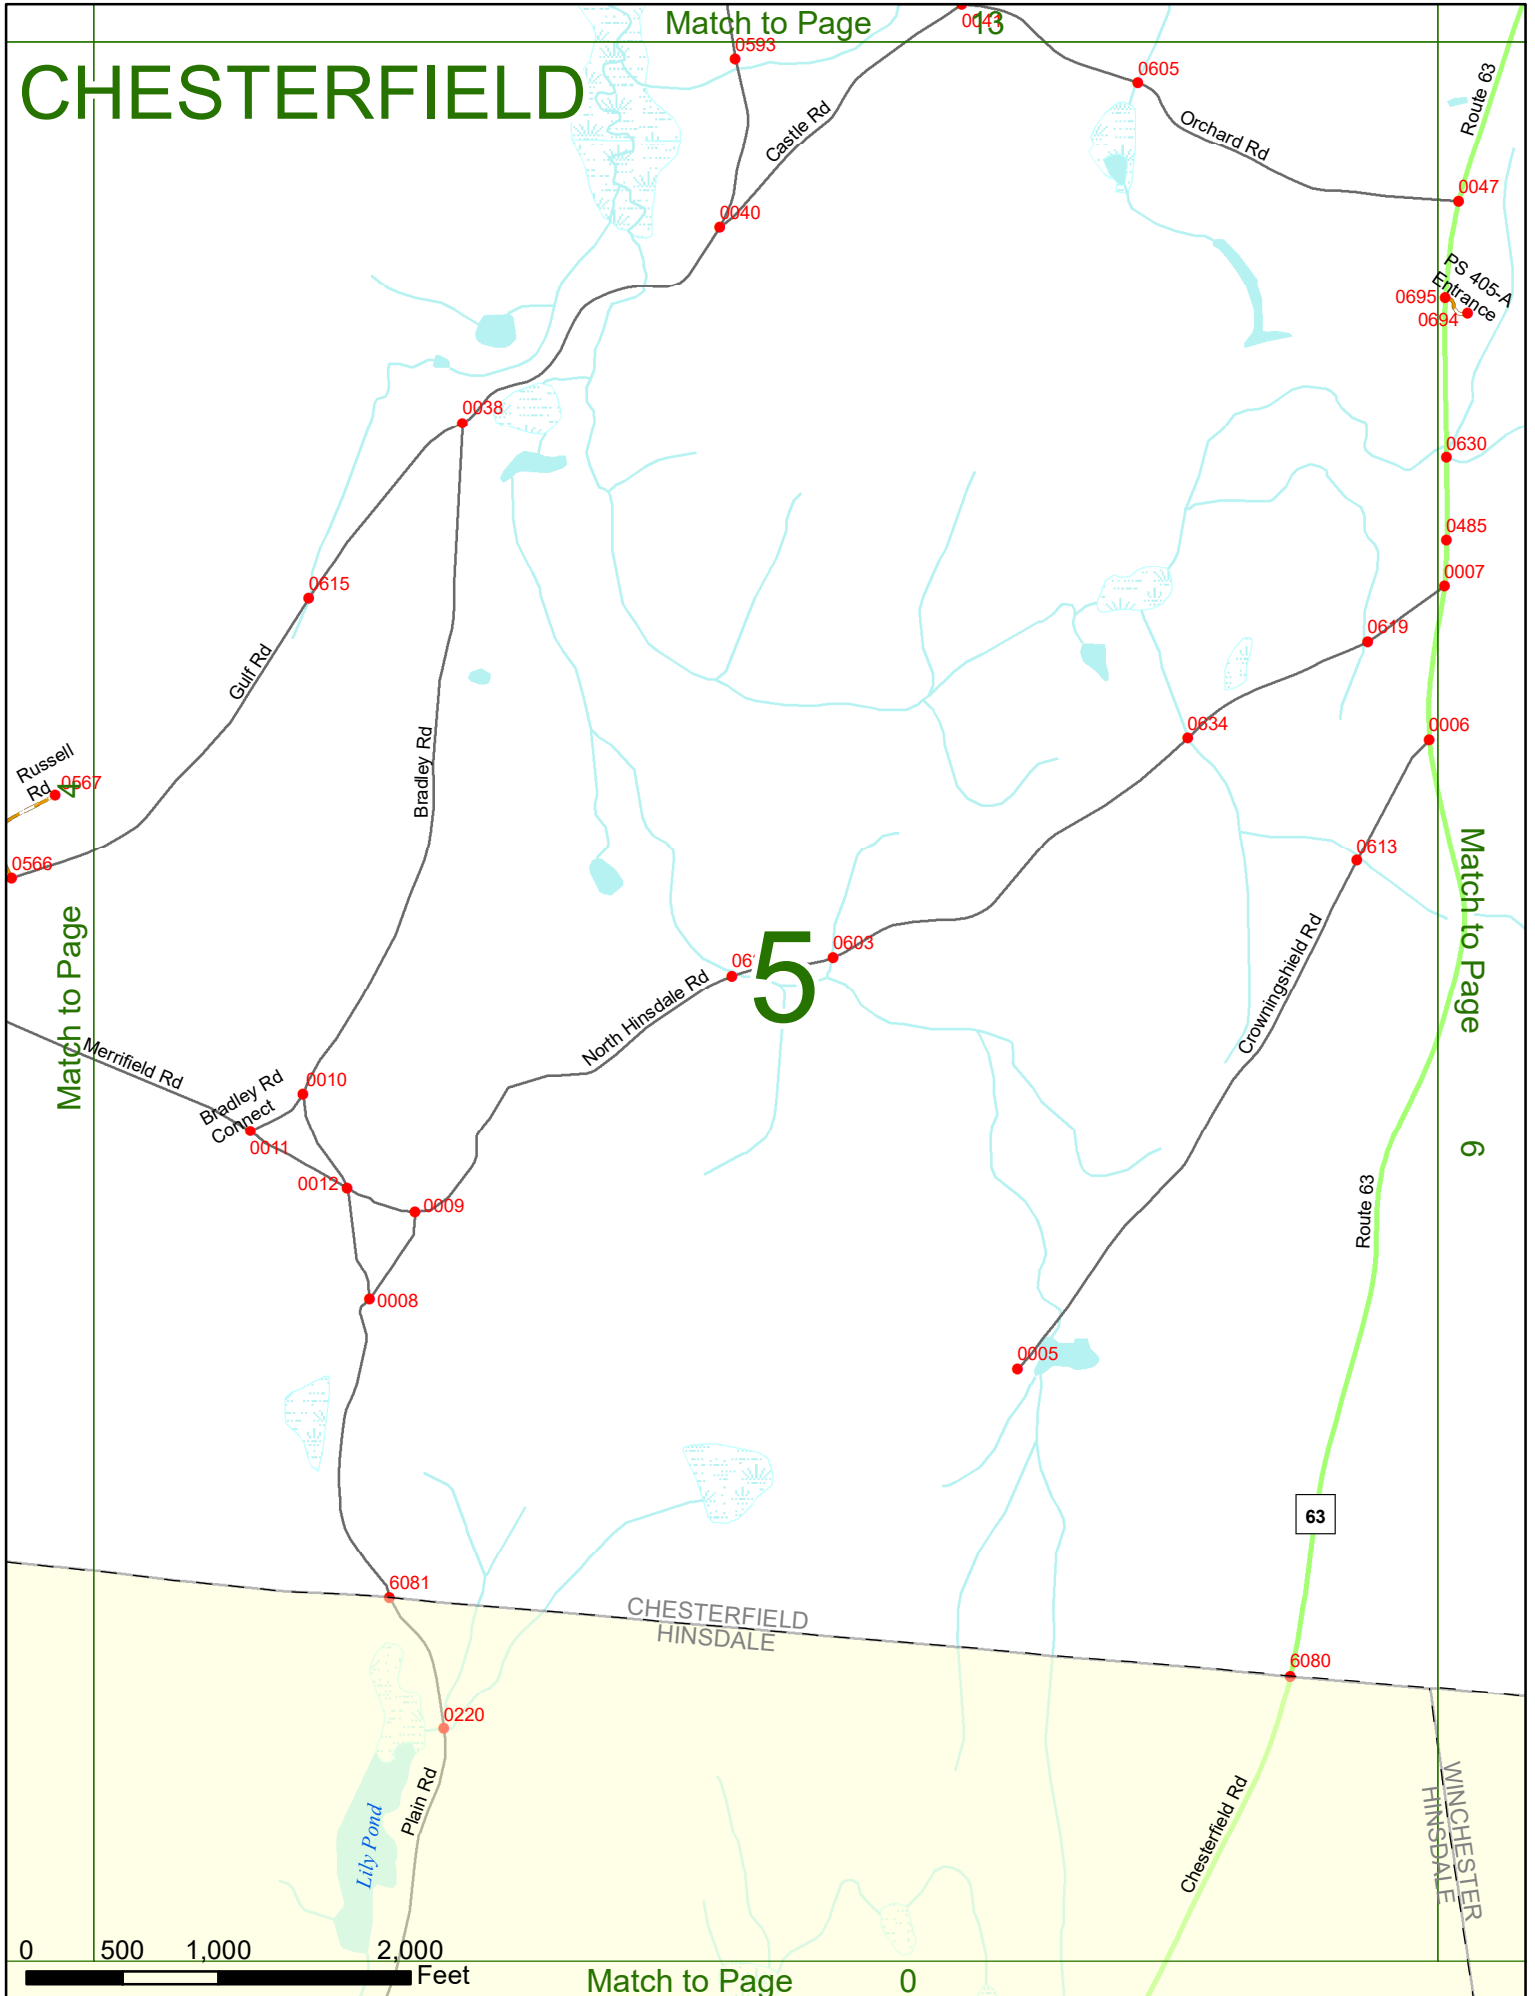 Match to Page 13
0041
0593
CHESTERFIELD
0605
Route 63
Castle Rd
Orchard Rd
0047
0040
PS 405-A
Entrance
0695
0694
0038
0630
0485
0007
0615
0619
Gulf Rd
0634
0006
Bradley Rd
Russell
Rd
0567
4
0566
0613
Match to Page
Match to Page
6
5
0603
North Hinsdale Rd
Crowningshield Rd
Merrifield Rd
Bradley Rd
Connect
0010
0011
0012
0009
Route 63
0008
0005
63
6081
CHESTERFIELD
HINSDALE
6080
0220
Plain Rd
Lily Pond
Chesterfield Rd
WINCHESTER
HINSDALE
0 500 1,000 2,000
Feet
Match to Page 0